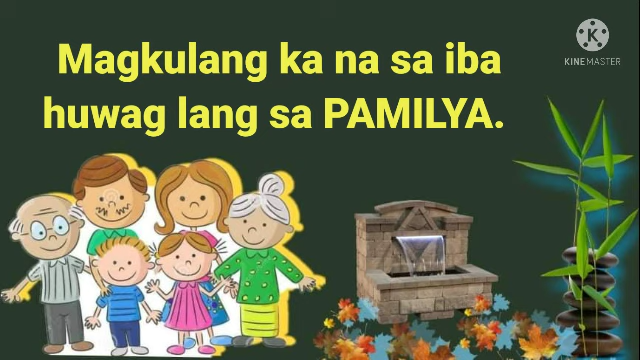 Magkulang ka na sa iba
huwag lang sa PAMILYA.
K
KINEMASTER